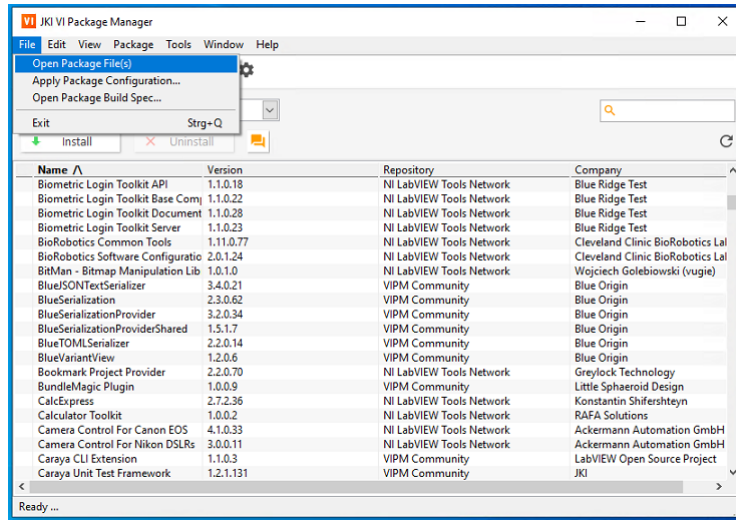 VI JKI VI Package Manager
File Edit View Package Tools Window Help
Open Package File(s)
Apply Package Configuration...
Open Package Build Spec...
Exit Strg+Q
Install Uninstall
Name Version Repository Company
Biometric Login Toolkit API 1.1.0.18 NI LabVIEW Tools Network Blue Ridge Test
Biometric Login Toolkit Base Com 1.1.0.22 NI LabVIEW Tools Network Blue Ridge Test
Biometric Login Toolkit Document 1.1.0.28 NI LabVIEW Tools Network Blue Ridge Test
Biometric Login Toolkit Server 1.1.0.23 NI LabVIEW Tools Network Blue Ridge Test
BioRobotics Common Tools 1.11.0.77 NI LabVIEW Tools Network Cleveland Clinic BioRobotics Lal
BioRobotics Software Configuratio 2.0.1.24 NI LabVIEW Tools Network Cleveland Clinic BioRobotics Lal
BitMan - Bitmap Manipulation Lib 1.0.1.0 NI LabVIEW Tools Network Wojciech Golebiowski (vugie)
BlueJSONTextSerializer 3.4.0.21 VIPM Community Blue Origin
BlueSerialization 2.3.0.62 VIPM Community Blue Origin
BlueSerializationProvider 3.2.0.34 VIPM Community Blue Origin
BlueSerializationProviderShared 1.5.1.7 VIPM Community Blue Origin
BlueTOMLSerializer 2.2.0.14 VIPM Community Blue Origin
BlueVariantView 1.2.0.6 VIPM Community Blue Origin
Bookmark Project Provider 2.2.0.70 NI LabVIEW Tools Network Greylock Technology
BundleMagic Plugin 1.0.0.9 VIPM Community Little Sphaeroid Design
CalcExpress 2.7.2.36 NI LabVIEW Tools Network Konstantin Shifershteyn
Calculator Toolkit 1.0.0.2 NI LabVIEW Tools Network RAFA Solutions
Camera Control For Canon EOS 4.1.0.33 NI LabVIEW Tools Network Ackermann Automation GmbH
Camera Control For Nikon DSLRs 3.0.0.11 NI LabVIEW Tools Network Ackermann Automation GmbH
Caraya CLI Extension 1.1.0.3 VIPM Community LabVIEW Open Source Project
Caraya Unit Test Framework 1.2.1.131 VIPM Community JKI
Ready ...